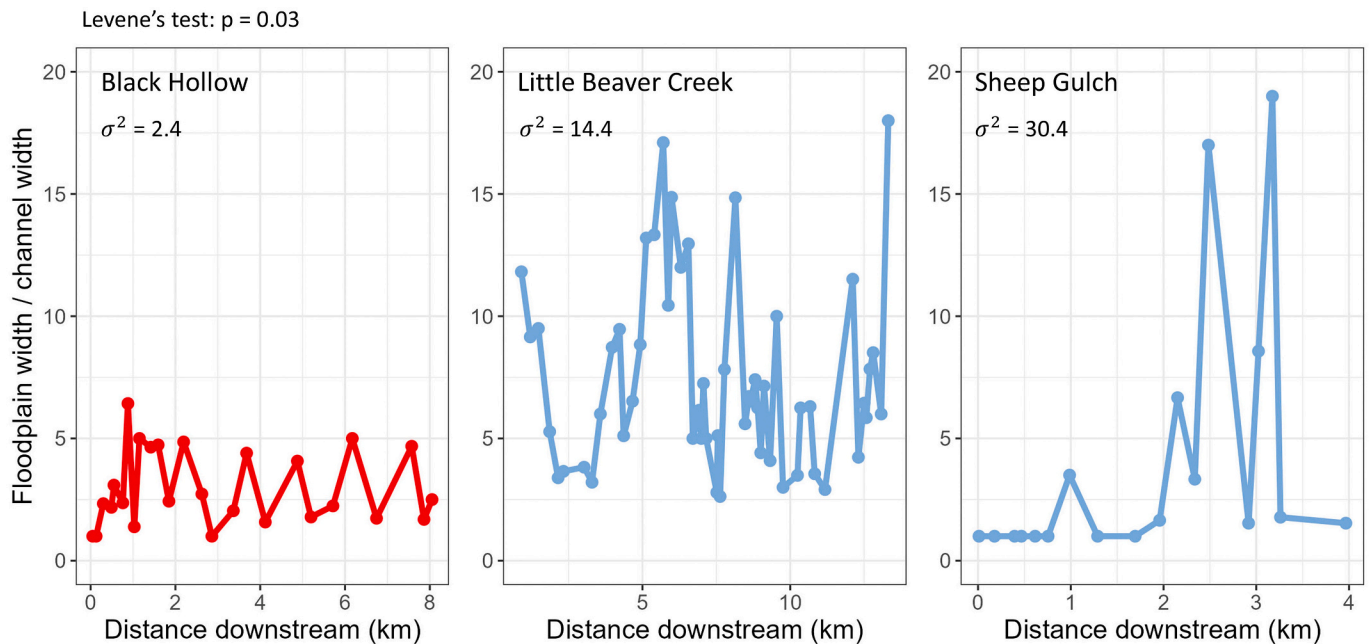 Levene’s test: p = 0.03
Floodplain width / channel width
Black Hollow
σ² = 2.4
20
15
10
5
0
0 2 4 6 8
Distance downstream (km)
Little Beaver Creek
σ² = 14.4
20
15
10
5
0
5 10
Distance downstream (km)
Sheep Gulch
σ² = 30.4
20
15
10
5
0
0 1 2 3 4
Distance downstream (km)